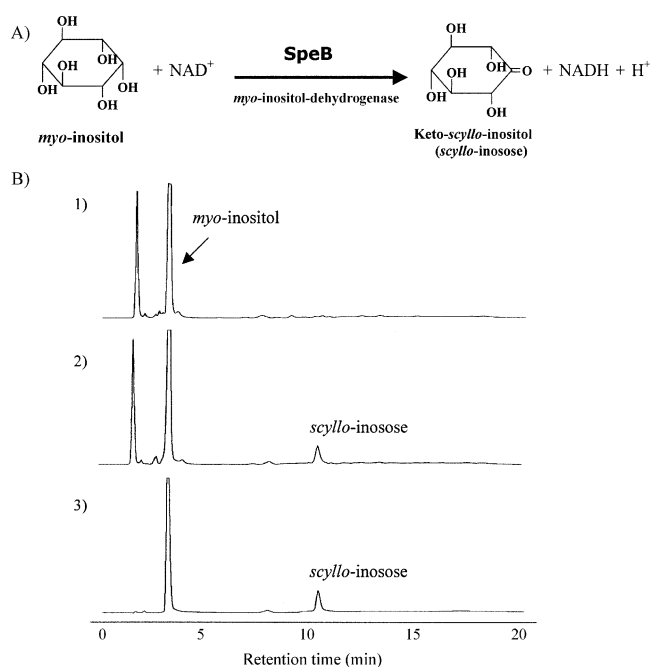 A)
OH
OH
OH
OH
OH
OH
myo-inositol
+ NAD+
SpeB
myo-inositol-dehydrogenase
OH
OH
OH
OH
OH
O
Keto-scyllo-inositol
(scyllo-inosose)
+ NADH + H+
B)
1)
myo-inositol
2)
scyllo-inosose
3)
scyllo-inosose
0 5 10 15 20
Retention time (min)